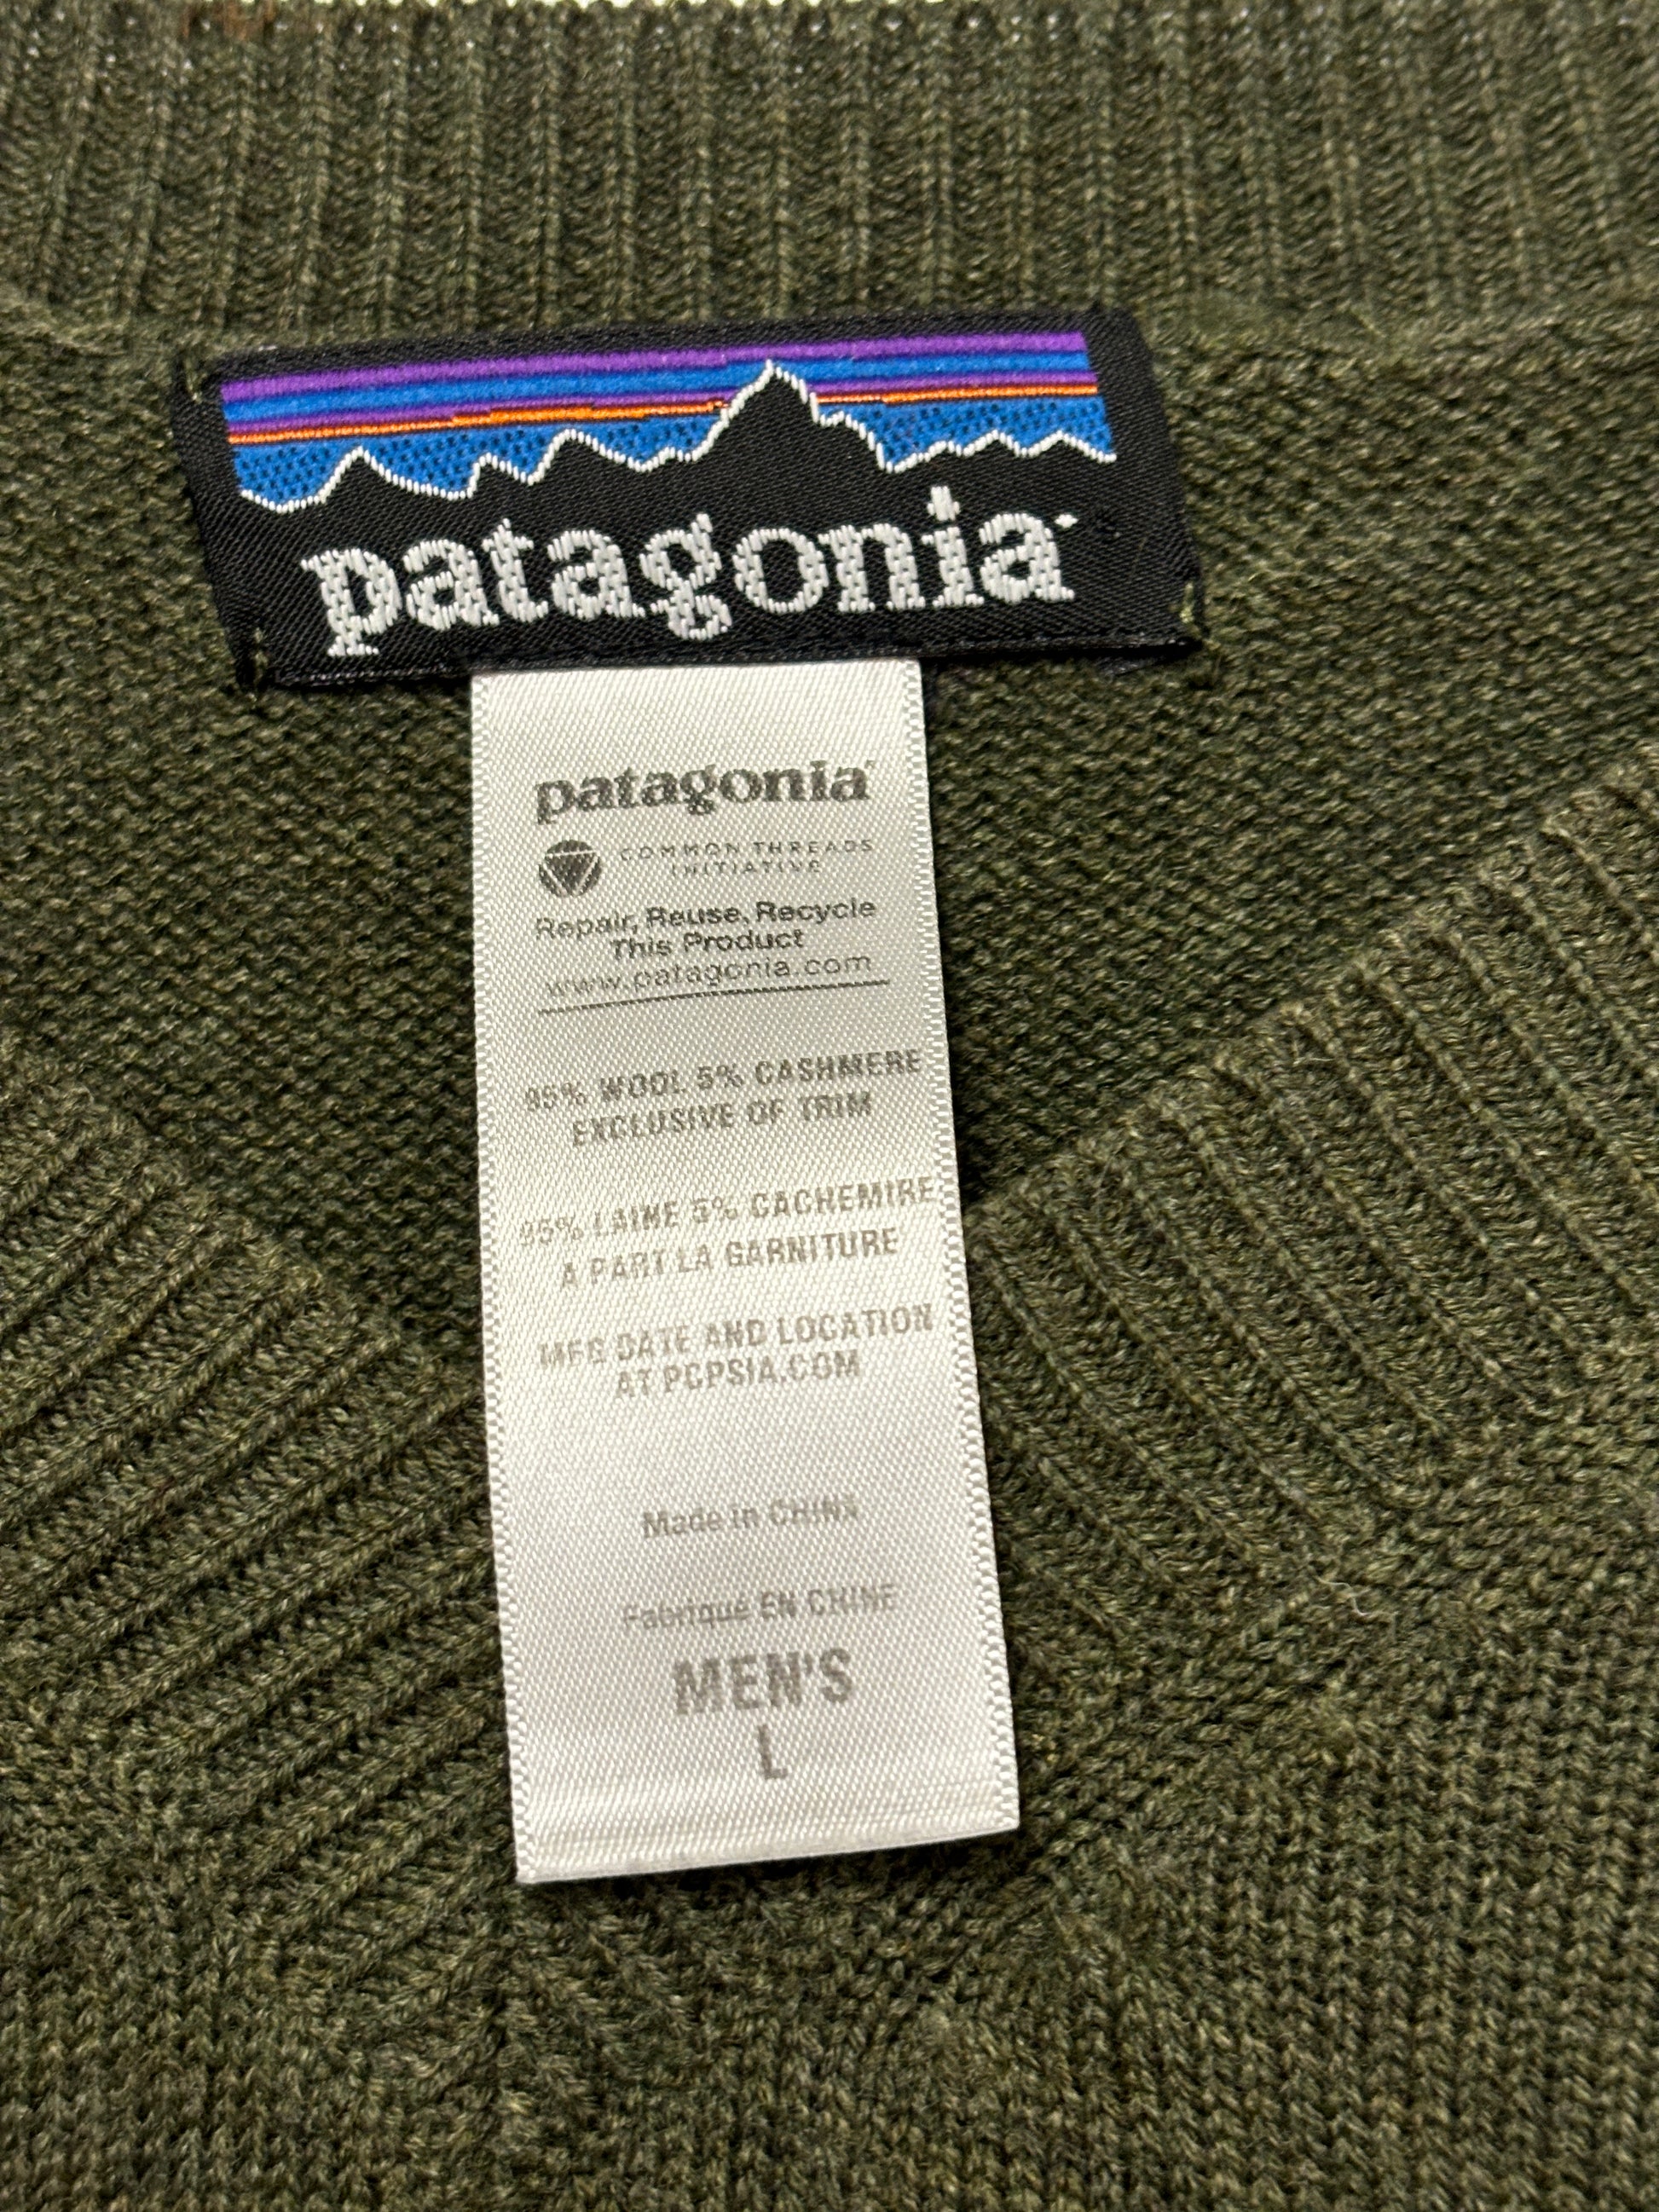 patagonia
patagonia®
COMMON THREADS
INITIATIVE
Repair, Reuse, Recycle
This Product
www.patagonia.com
95% WOOL 5% CASHMERE
EXCLUSIVE OF TRIM
95% LAINE 5% CACHEMIRE
A PART LA GARNITURE
MFG DATE AND LOCATION
AT PCPSIA.COM
Made in CHINA
Fabriqué EN CHINE
MEN'S
L